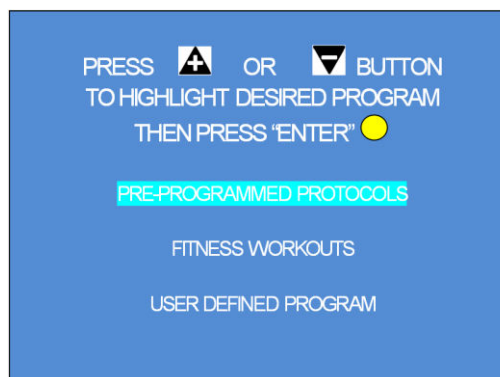 PRESS + OR − BUTTON
TO HIGHLIGHT DESIRED PROGRAM
THEN PRESS “ENTER”
PRE-PROGRAMMED PROTOCOLS
FITNESS WORKOUTS
USER DEFINED PROGRAM